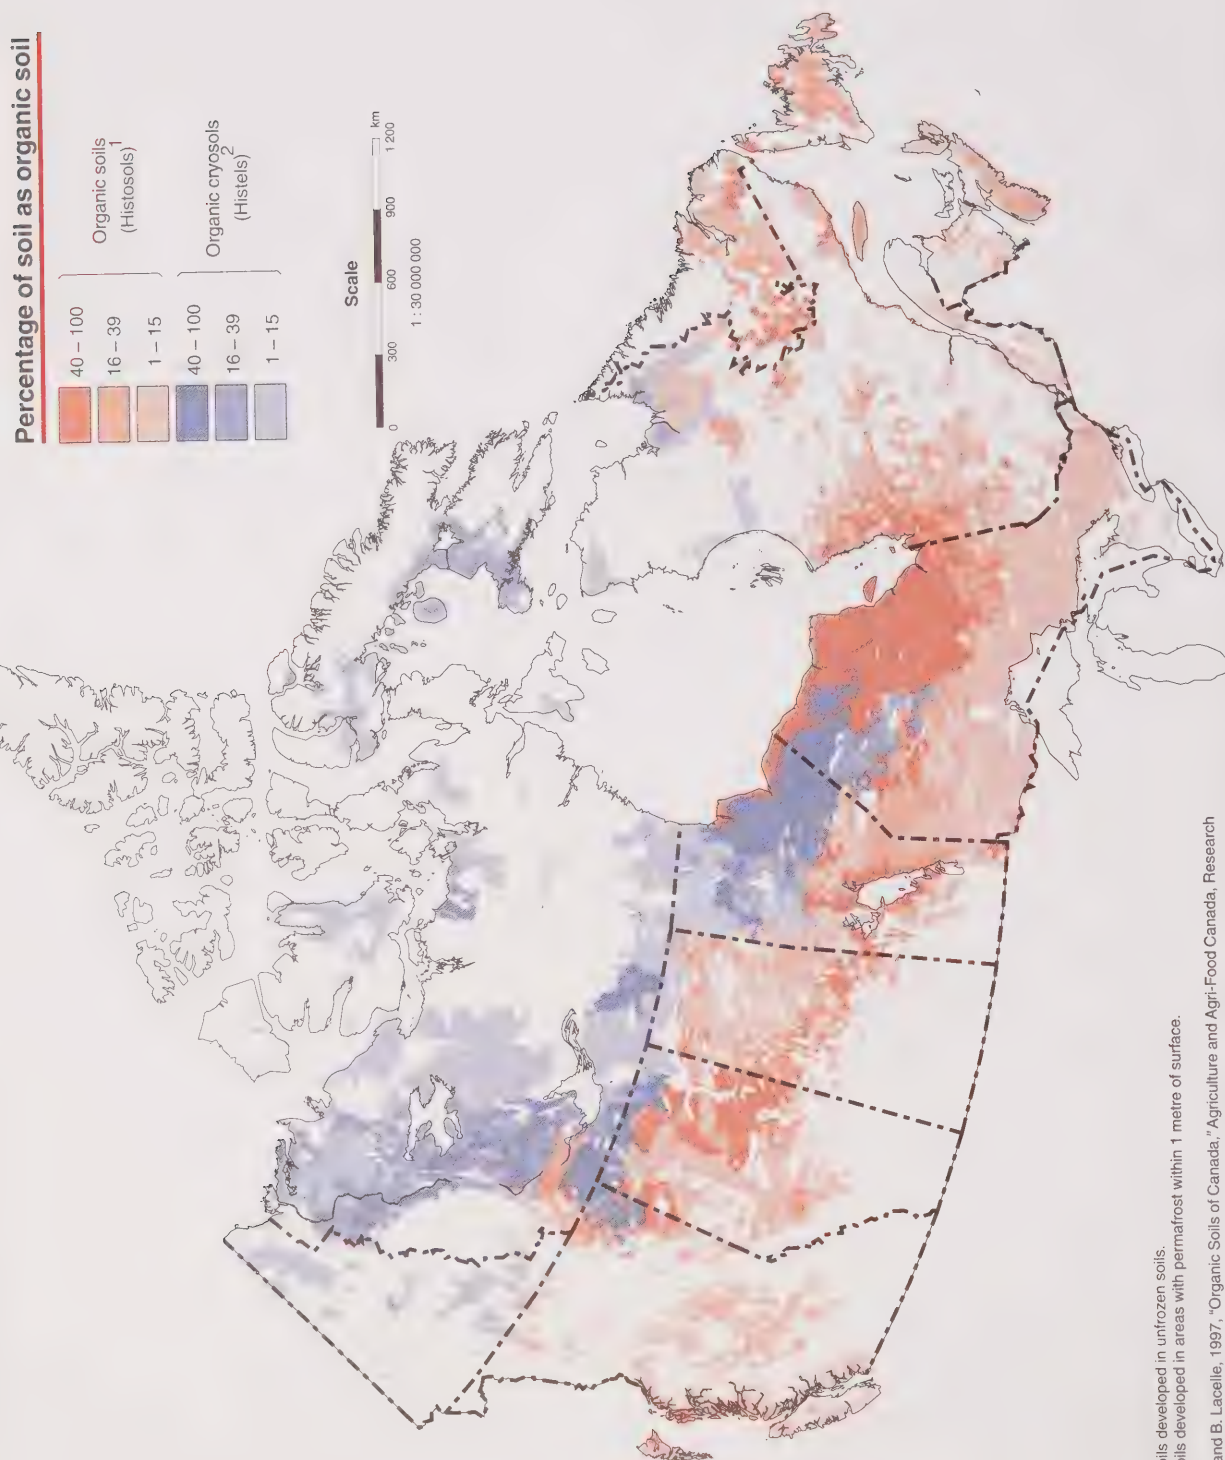 Percentage of soil as organic soil
40 – 100
16 – 39
1 – 15
Organic soils
(Histosols)1
40 – 100
16 – 39
1 – 15
Organic cryosols
(Histels)2
Scale
0 300 600 900 1 200 km
1 : 30 000 000
oils developed in unfrozen soils.
oils developed in areas with permafrost within 1 metre of surface.
and B. Lacelle, 1997, "Organic Soils of Canada," Agriculture and Agri-Food Canada, Research